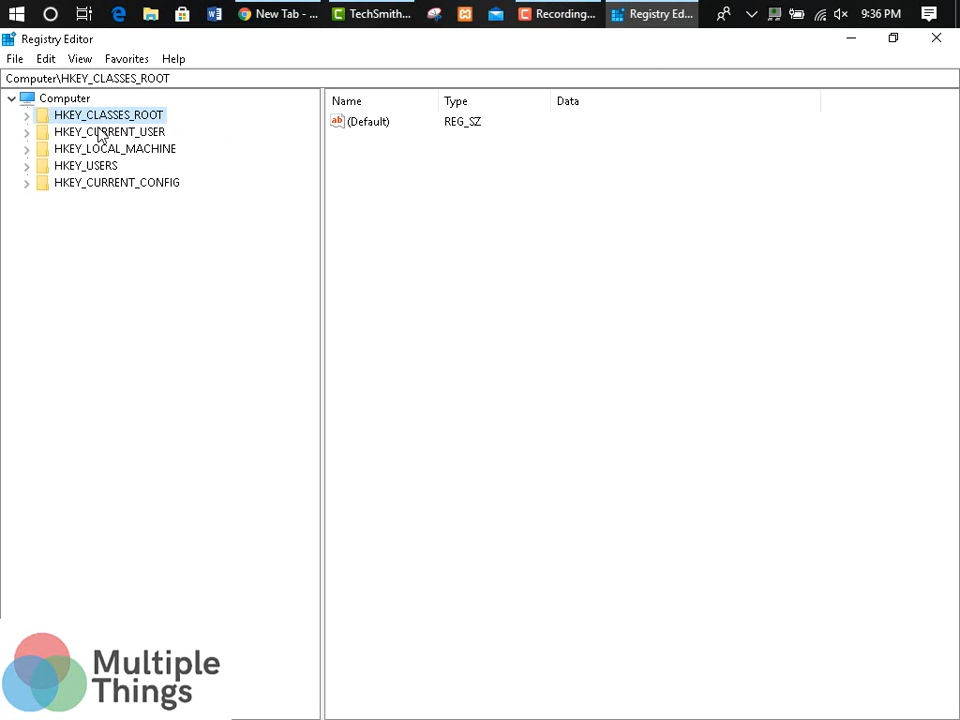 New Tab - ...
TechSmith...
Recording...
Registry Ed...
9:36 PM
Registry Editor
File Edit View Favorites Help
Computer\HKEY_CLASSES_ROOT
Computer
HKEY_CLASSES_ROOT
HKEY_CURRENT_USER
HKEY_LOCAL_MACHINE
HKEY_USERS
HKEY_CURRENT_CONFIG
Name Type Data
ab (Default) REG_SZ
Multiple
Things